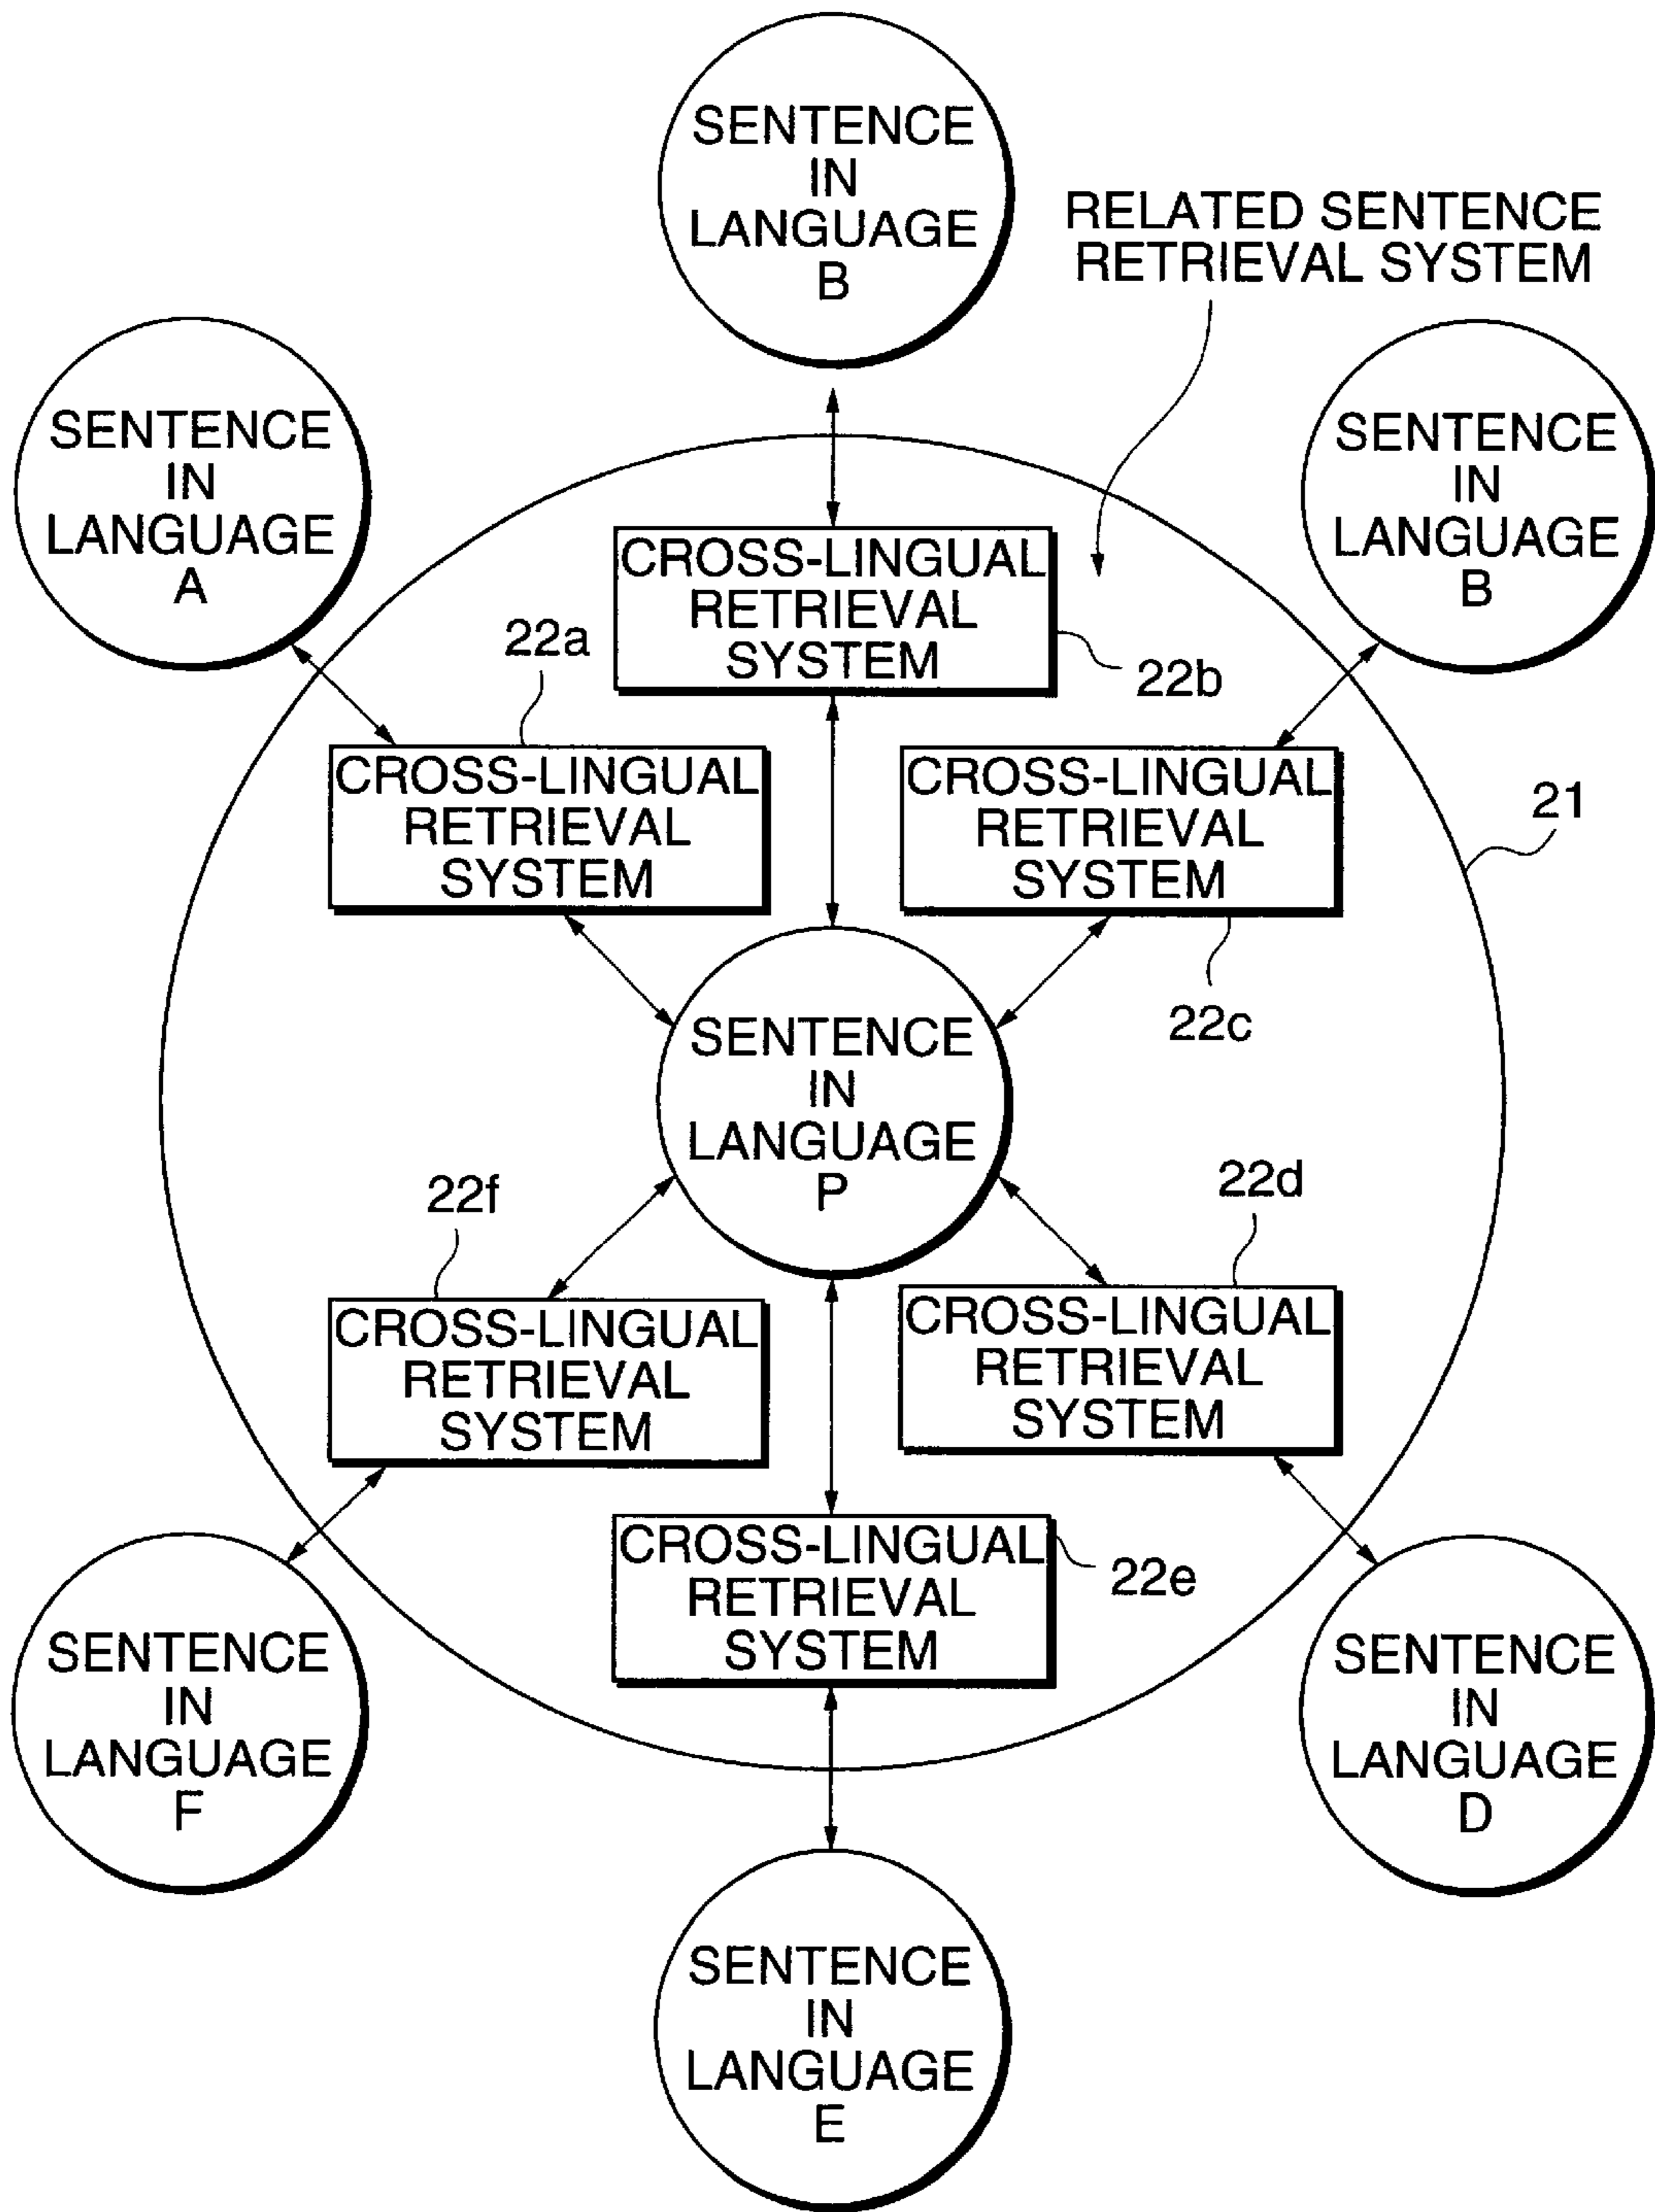 SENTENCE
IN
LANGUAGE
B
RELATED SENTENCE
RETRIEVAL SYSTEM
SENTENCE
IN
LANGUAGE
A
SENTENCE
IN
LANGUAGE
B
CROSS-LINGUAL
RETRIEVAL
SYSTEM
22a
22b
CROSS-LINGUAL
RETRIEVAL
SYSTEM
CROSS-LINGUAL
RETRIEVAL
SYSTEM
21
22c
SENTENCE
IN
LANGUAGE
P
22f
22d
CROSS-LINGUAL
RETRIEVAL
SYSTEM
CROSS-LINGUAL
RETRIEVAL
SYSTEM
CROSS-LINGUAL
RETRIEVAL
SYSTEM
22e
SENTENCE
IN
LANGUAGE
F
SENTENCE
IN
LANGUAGE
D
SENTENCE
IN
LANGUAGE
E